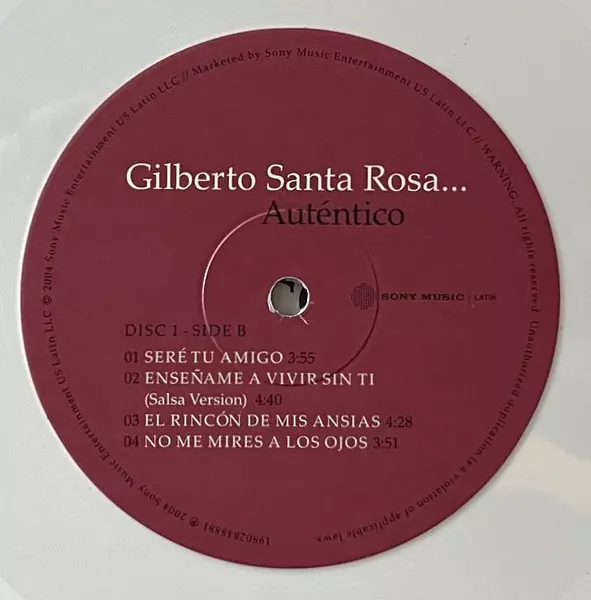 Gilberto Santa Rosa...
Auténtico
SONY MUSIC | LATIN
DISC 1 - SIDE B
01 SERÉ TU AMIGO 3:55
02 ENSEÑAME A VIVIR SIN TI
(Salsa Version) 4:40
03 EL RINCÓN DE MIS ANSIAS 4:28
04 NO ME MIRES A LOS OJOS 3:51
19802848881 ℗ 2004 Sony Music Entertainment US Latin LLC © 2004 Sony Music Entertainment US Latin LLC // Marketed by Sony Music Entertainment US Latin LLC // WARNING. All rights reserved. Unauthorized duplication is a violation of applicable laws.